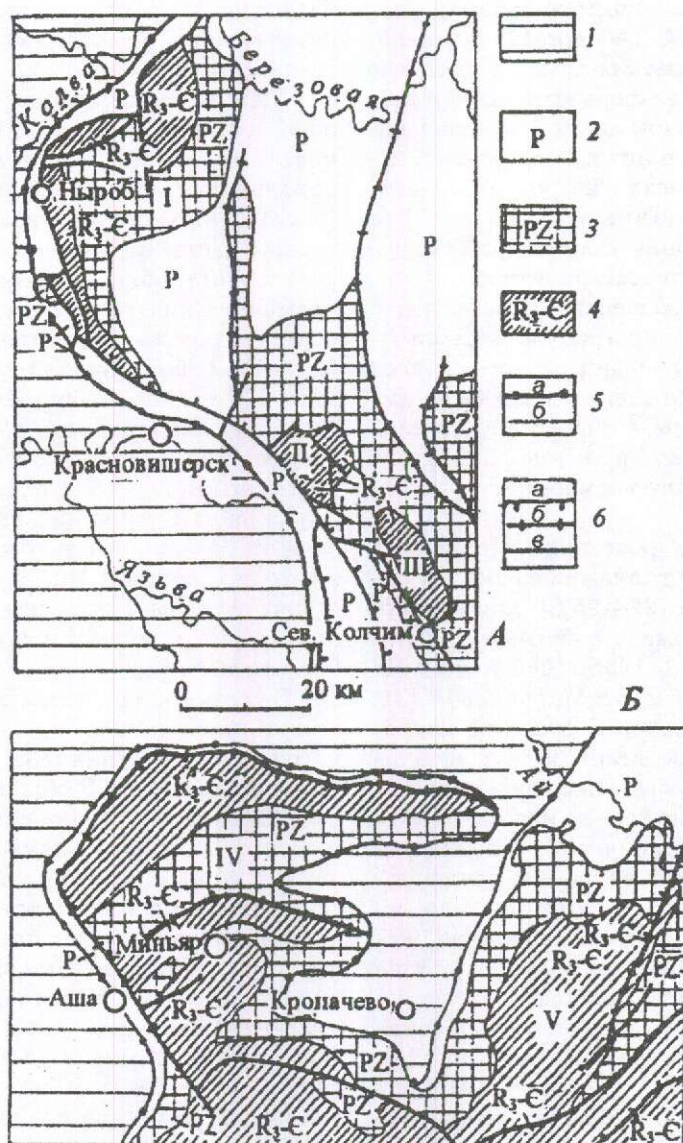 Колва
Березовая
P
R₃-Є
PZ
P
1
R₃-Є
Ныроб
I
R₃-Є
P
P
2
P
PZ
3
PZ
P
PZ
R₃-Є
4
II
Красновишерск
P
R₃-Є
а
б
5
III
а
б
в
6
Язьва
P
P
Сев. Колчим
PZ
А
0
20 км
Б
Ай
P
R₃-Є
PZ
IV
PZ
R₃-Є
R₃-Є
Миньяр
R₃-Є
PZ
P
Аша
R₃-Є
Кропачево
V
PZ
PZ
PZ
R₃-Є
R₃-Є
R₃-Є